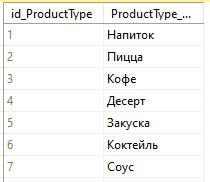 id_ProductType ProductType_...
1 Напиток
2 Пицца
3 Кофе
4 Десерт
5 Закуска
6 Коктейль
7 Соус